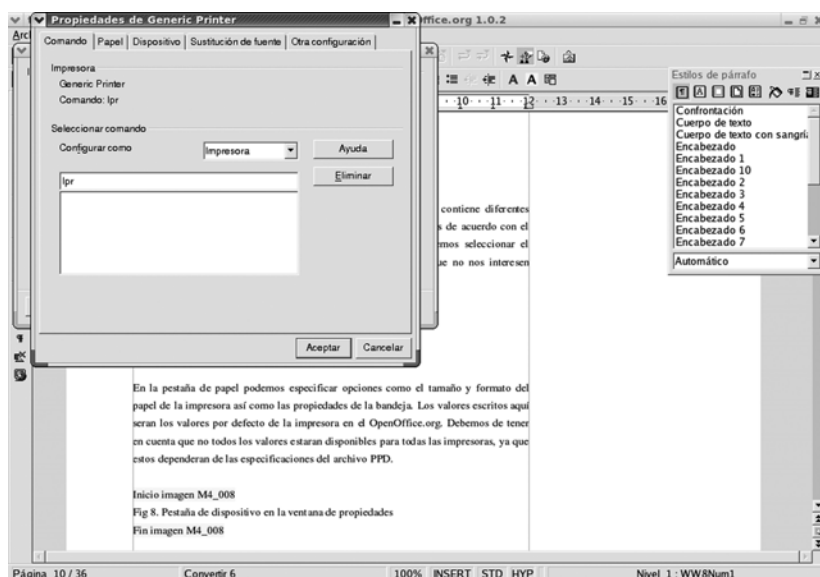 Propiedades de Generic Printer
ffice.org 1.0.2
Comando Papel Dispositivo Sustitución de fuente Otra configuración
Impresora
Generic Printer
Comando: lpr
Seleccionar comando
Configurar como Impresora Ayuda
Eliminar
lpr
Aceptar Cancelar
10 11 12 13 14 15 16
Estilos de párrafo
Confrontación
Cuerpo de texto
Cuerpo de texto con sangrí
Encabezado
Encabezado 1
Encabezado 10
Encabezado 2
Encabezado 3
Encabezado 4
Encabezado 5
Encabezado 6
Encabezado 7
Automático
contiene diferentes
s de acuerdo con el
mos seleccionar el
ue no nos interesen
En la pestaña de papel podemos especificar opciones como el tamaño y formato del
papel de la impresora así como las propiedades de la bandeja. Los valores escritos aquí
seran los valores por defecto de la impresora en el OpenOffice.org. Debemos de tener
en cuenta que no todos los valores estaran disponibles para todas las impresoras, ya que
estos dependeran de las especificaciones del archivo PPD.
Inicio imagen M4_008
Fig 8. Pestaña de dispositivo en la ventana de propiedades
Fin imagen M4_008
Página 10 / 36 Convertir 6 100% INSERT STD HYP Nivel 1 : WW8Num1